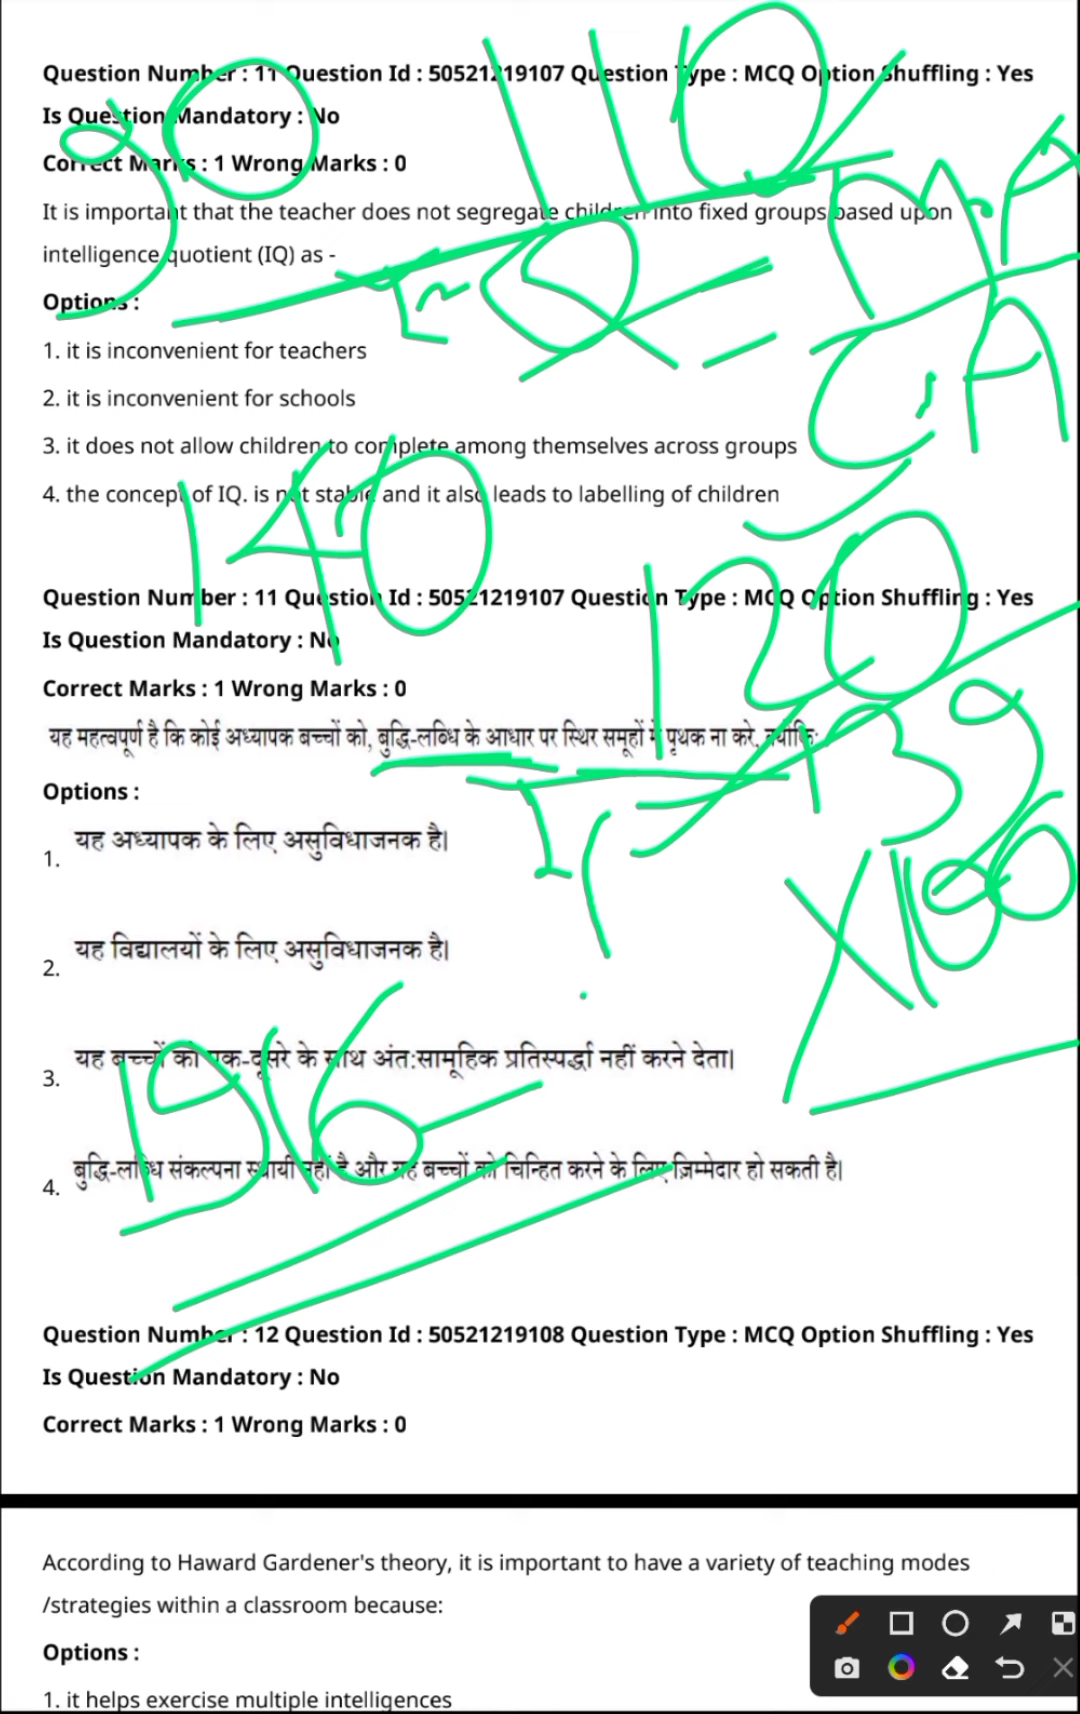 Question Number : 11 Question Id : 50521219107 Question Type : MCQ Option Shuffling : Yes
Is Question Mandatory : No
Correct Marks : 1 Wrong Marks : 0
It is important that the teacher does not segregate children into fixed groups based upon
intelligence quotient (IQ) as -
Options :
1. it is inconvenient for teachers
2. it is inconvenient for schools
3. it does not allow children to complete among themselves across groups
4. the concept of IQ. is not stable and it also leads to labelling of children
90
110
I Q = M.A
C.A
140
120
Question Number : 11 Question Id : 50521219107 Question Type : MCQ Option Shuffling : Yes
Is Question Mandatory : No
Correct Marks : 1 Wrong Marks : 0
यह महत्वपूर्ण है कि कोई अध्यापक बच्चों को, बुद्धि-लब्धि के आधार पर स्थिर समूहों में पृथक ना करे, क्योंकि:
Options :
1. यह अध्यापक के लिए असुविधाजनक है।
2. यह विद्यालयों के लिए असुविधाजनक है।
3. यह बच्चों को एक-दूसरे के साथ अंत:सामूहिक प्रतिस्पर्द्धा नहीं करने देता।
4. बुद्धि-लब्धि संकल्पना स्थायी नहीं है और यह बच्चों को चिन्हित करने के लिए ज़िम्मेदार हो सकती है।
X100
1916
Question Number : 12 Question Id : 50521219108 Question Type : MCQ Option Shuffling : Yes
Is Question Mandatory : No
Correct Marks : 1 Wrong Marks : 0
According to Haward Gardener's theory, it is important to have a variety of teaching modes
/strategies within a classroom because:
Options :
1. it helps exercise multiple intelligences